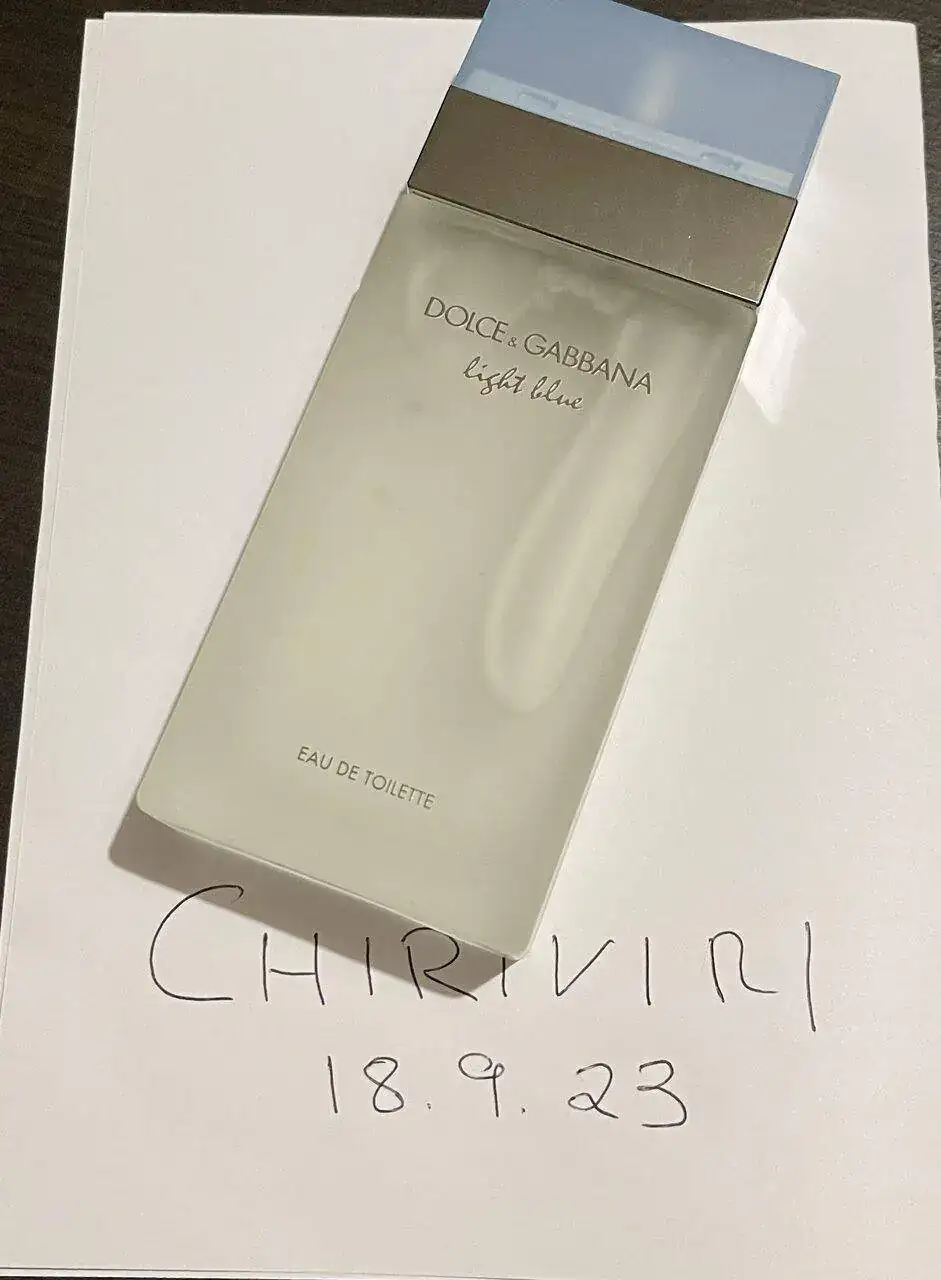 DOLCE & GABBANA
light blue
EAU DE TOILETTE
CHIRIVIRI
18.9.23